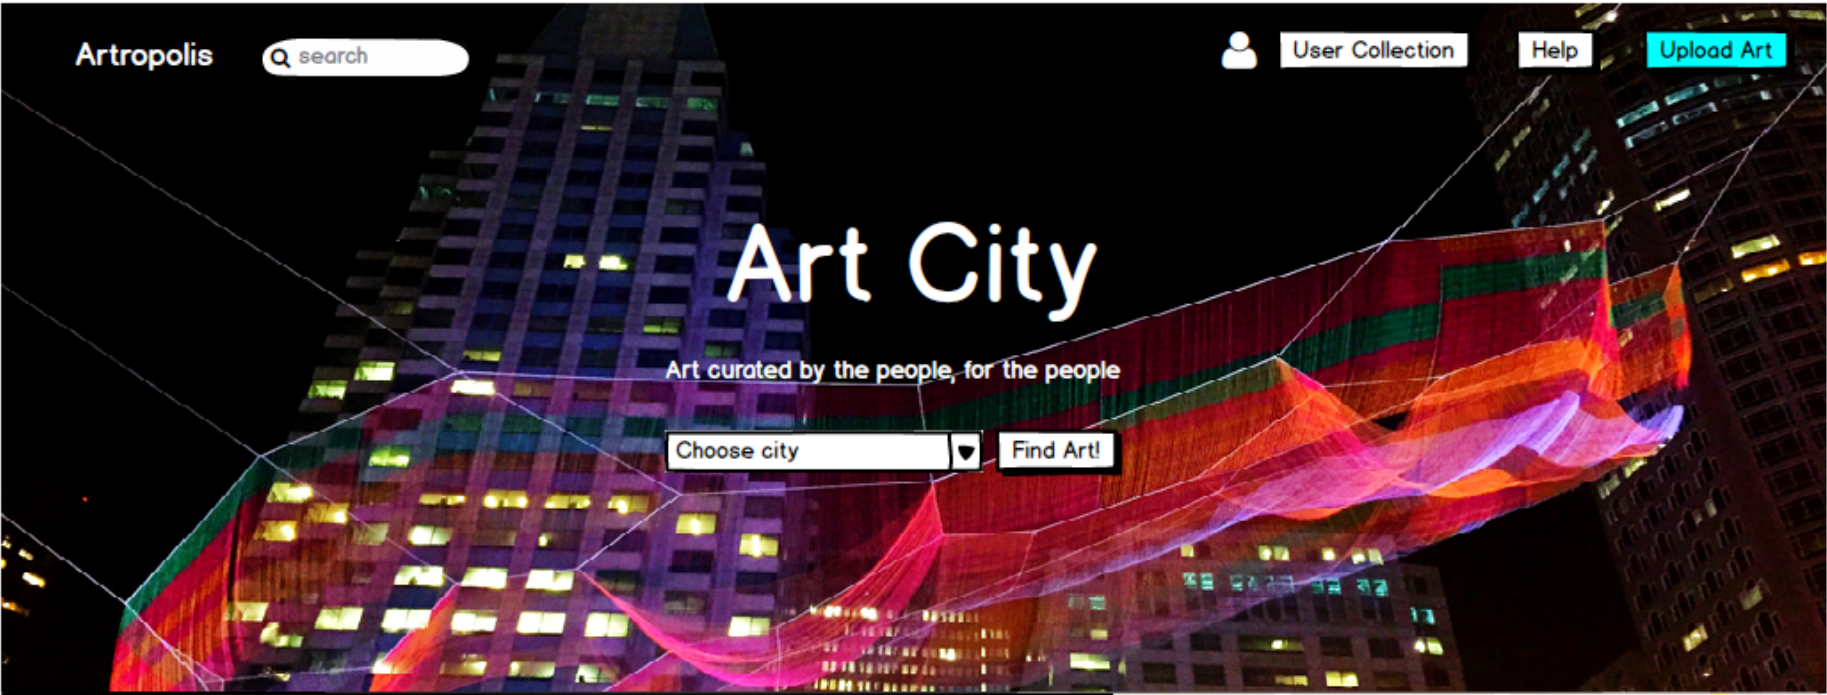 Artropolis
search
User Collection
Help
Upload Art
Art City
Art curated by the people, for the people
Choose city
Find Art!